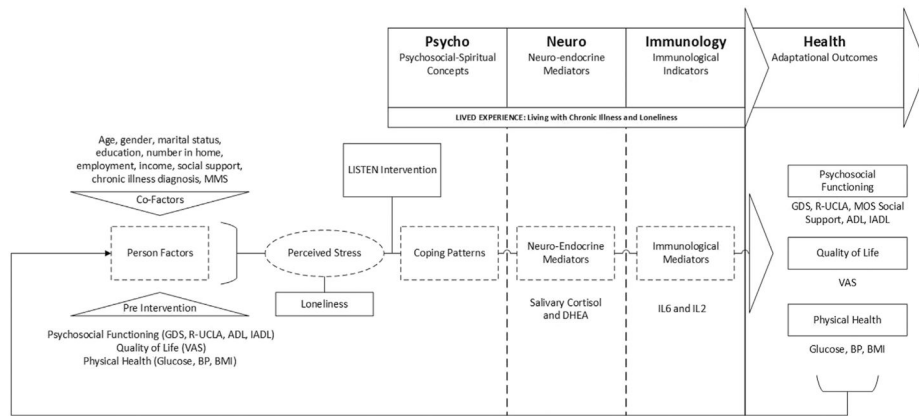 Psycho
Psychosocial-Spiritual
Concepts
Neuro
Neuro-endocrine
Mediators
Immunology
Immunological
Indicators
Health
Adaptational Outcomes
LIVED EXPERIENCE: Living with Chronic Illness and Loneliness
Age, gender, marital status,
education, number in home,
employment, income, social support,
chronic illness diagnosis, MMS
Co-Factors
Person Factors
Pre Intervention
Psychosocial Functioning (GDS, R-UCLA, ADL, IADL)
Quality of Life (VAS)
Physical Health (Glucose, BP, BMI)
Perceived Stress
Loneliness
LISTEN Intervention
Coping Patterns
Neuro-Endocrine
Mediators
Salivary Cortisol
and DHEA
Immunological
Mediators
IL6 and IL2
Psychosocial
Functioning
GDS, R-UCLA, MOS Social
Support, ADL, IADL
Quality of Life
VAS
Physical Health
Glucose, BP, BMI